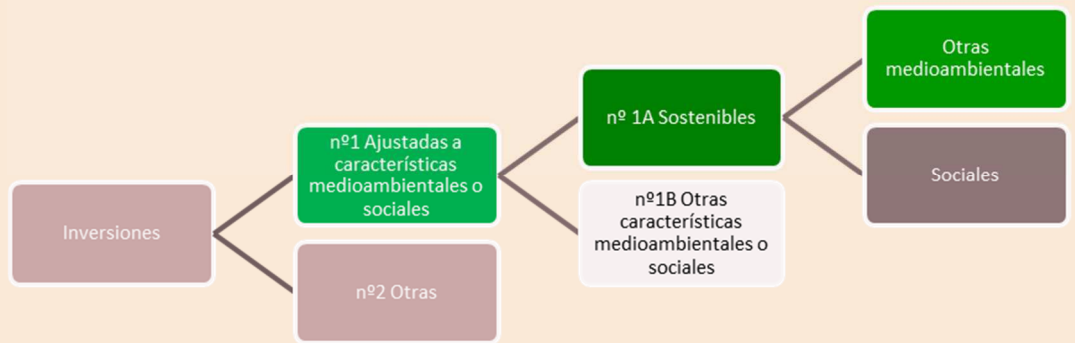 Inversiones
nº1 Ajustadas a
características
medioambientales o
sociales
nº2 Otras
nº 1A Sostenibles
nº1B Otras
características
medioambientales o
sociales
Otras
medioambientales
Sociales